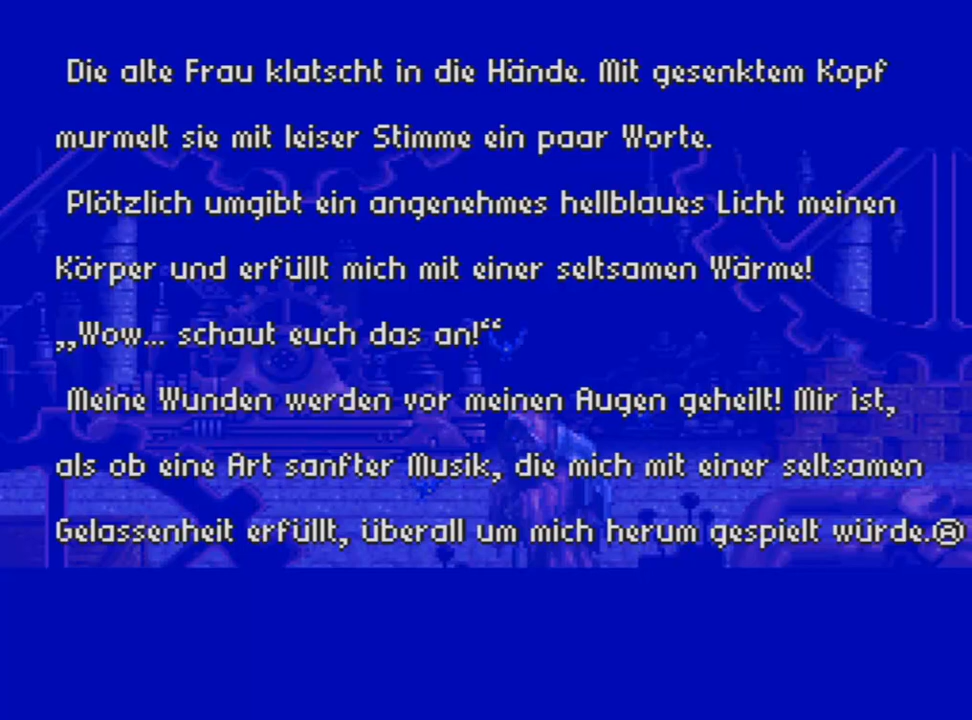 Die alte Frau klatscht in die Hände. Mit gesenktem Kopf
murmelt sie mit leiser Stimme ein paar Worte.
Plötzlich umgibt ein angenehmes hellblaues Licht meinen
Körper und erfüllt mich mit einer seltsamen Wärme!
„Wow... schaut euch das an!“
Meine Wunden werden vor meinen Augen geheilt! Mir ist,
als ob eine Art sanfter Musik, die mich mit einer seltsamen
Gelassenheit erfüllt, überall um mich herum gespielt würde.Ⓐ